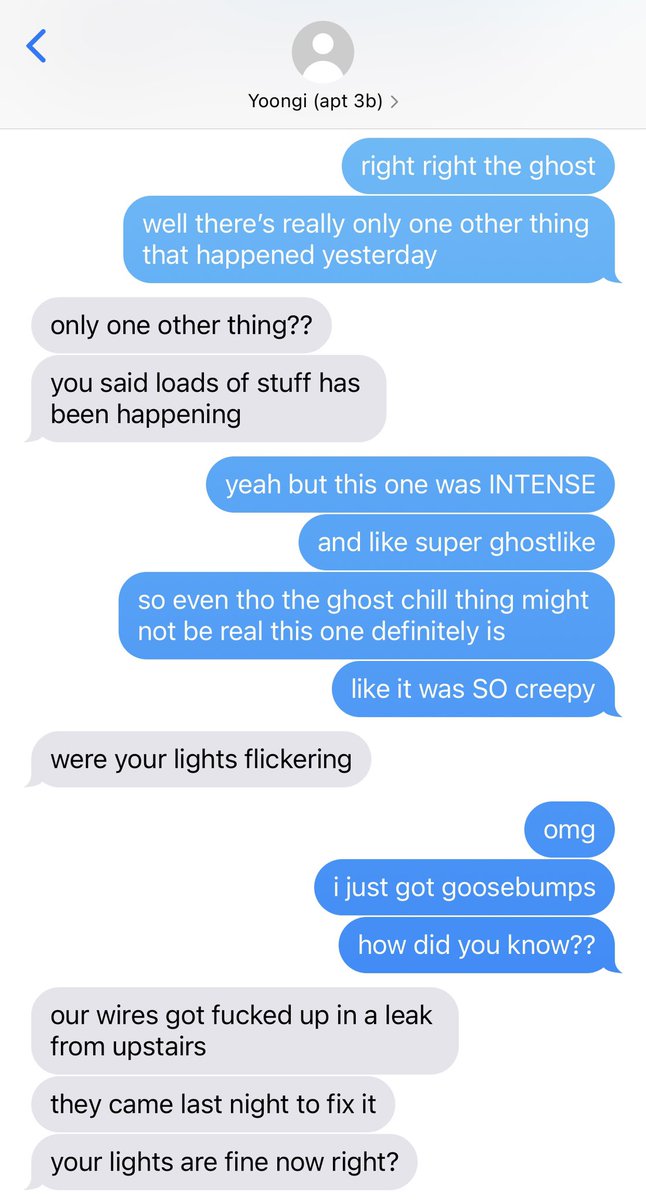 Yoongi (apt 3b) >
right right the ghost
well there’s really only one other thing
that happened yesterday
only one other thing??
you said loads of stuff has
been happening
yeah but this one was INTENSE
and like super ghostlike
so even tho the ghost chill thing might
not be real this one definitely is
like it was SO creepy
were your lights flickering
omg
i just got goosebumps
how did you know??
our wires got fucked up in a leak
from upstairs
they came last night to fix it
your lights are fine now right?